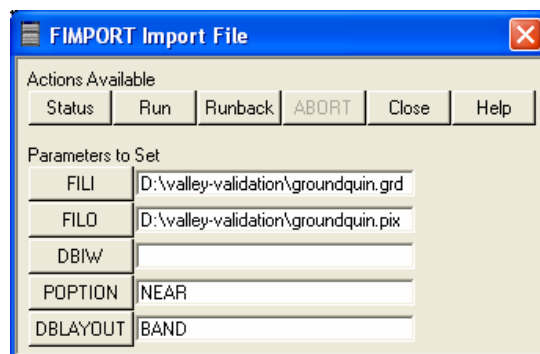 FIMPORT Import File
Actions Available
Status Run Runback ABORT Close Help
Parameters to Set
FILI D:\valley-validation\groundquin.grd
FILO D:\valley-validation\groundquin.pix
DBIW
POPTION NEAR
DBLAYOUT BAND